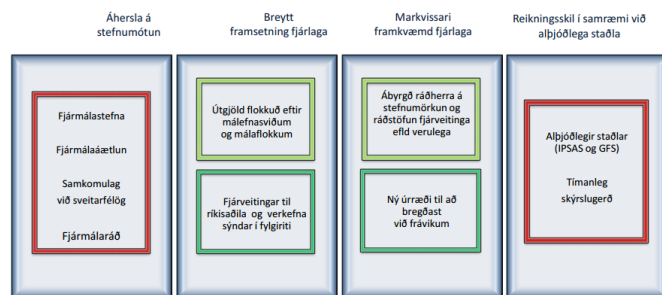 Áhersla á
stefnumótun
Breytt
framsetning fjárlaga
Markvissari
framkvæmd fjárlaga
Reikningsskil í samræmi við
alþjóðlega staðla
Fjármálastefna
Fjármálaáætlun
Samkomulag
við sveitarfélög
Fjármálaráð
Útgjöld flokkuð eftir
málefnasviðum
og málaflokkum
Fjárveitingar til
ríkisaðila og verkefna
sýndar í fylgiriti
Ábyrgð ráðherra á
stefnumörkun og
ráðstöfun fjárveitinga
efld verulega
Ný úrræði til að
bregðast
við frávikum
Alþjóðlegir staðlar
(IPSAS og GFS)
Tímanleg
skýrslugerð